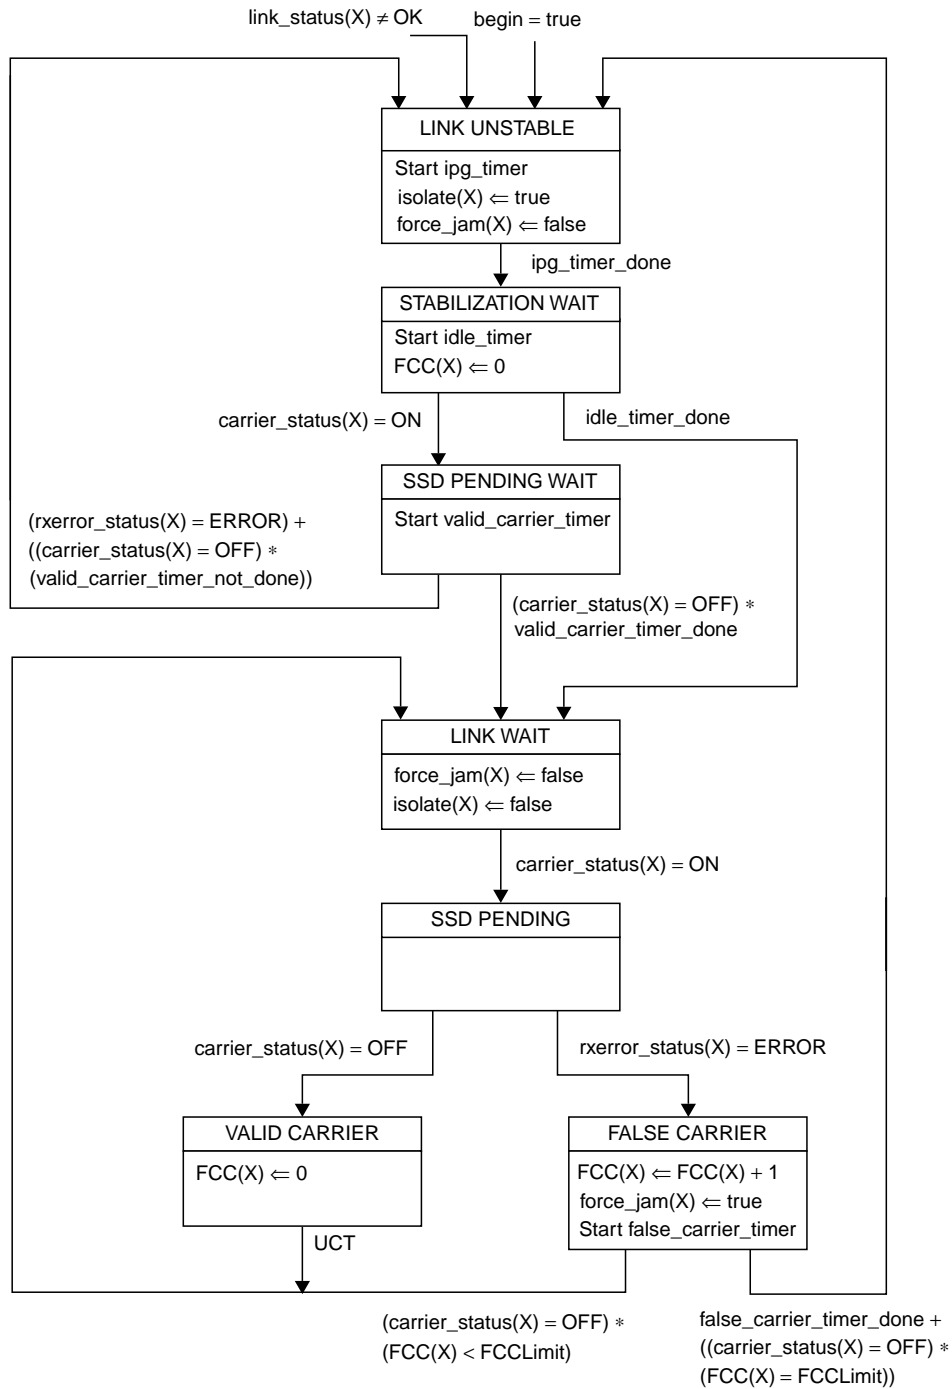 link_status(X) ≠ OK
begin = true
LINK UNSTABLE
Start ipg_timer
isolate(X) ⇐ true
force_jam(X) ⇐ false
ipg_timer_done
STABILIZATION WAIT
Start idle_timer
FCC(X) ⇐ 0
carrier_status(X) = ON
idle_timer_done
SSD PENDING WAIT
Start valid_carrier_timer
(rxerror_status(X) = ERROR) +
((carrier_status(X) = OFF) ∗
(valid_carrier_timer_not_done))
(carrier_status(X) = OFF) ∗
valid_carrier_timer_done
LINK WAIT
force_jam(X) ⇐ false
isolate(X) ⇐ false
carrier_status(X) = ON
SSD PENDING
carrier_status(X) = OFF
rxerror_status(X) = ERROR
VALID CARRIER
FCC(X) ⇐ 0
UCT
FALSE CARRIER
FCC(X) ⇐ FCC(X) + 1
force_jam(X) ⇐ true
Start false_carrier_timer
(carrier_status(X) = OFF) ∗
(FCC(X) < FCCLimit)
false_carrier_timer_done +
((carrier_status(X) = OFF) ∗
(FCC(X) = FCCLimit))